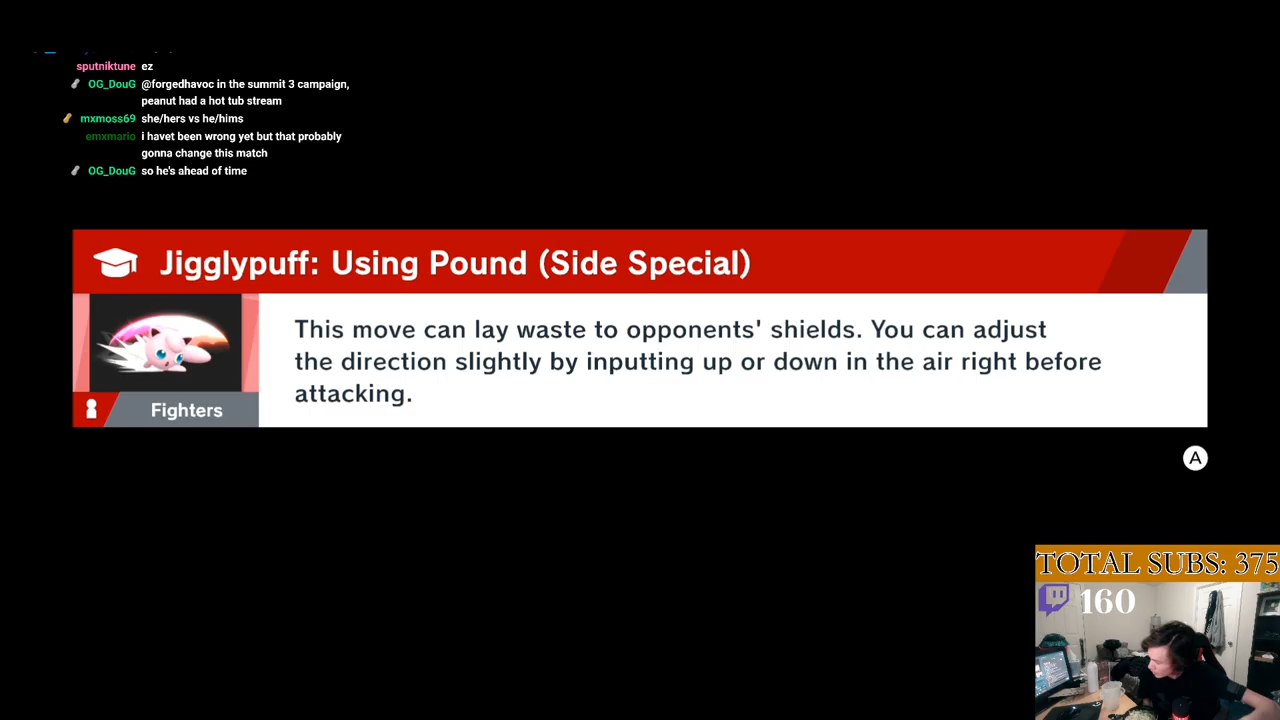 sputniktune ez
OG_DouG @forgedhavoc in the summit 3 campaign,
peanut had a hot tub stream
mxmoss69 she/hers vs he/hims
emxmario i havet been wrong yet but that probably
gonna change this match
OG_DouG so he's ahead of time
Jigglypuff: Using Pound (Side Special)
This move can lay waste to opponents' shields. You can adjust
the direction slightly by inputting up or down in the air right before
attacking.
Fighters
A
TOTAL SUBS: 375
160